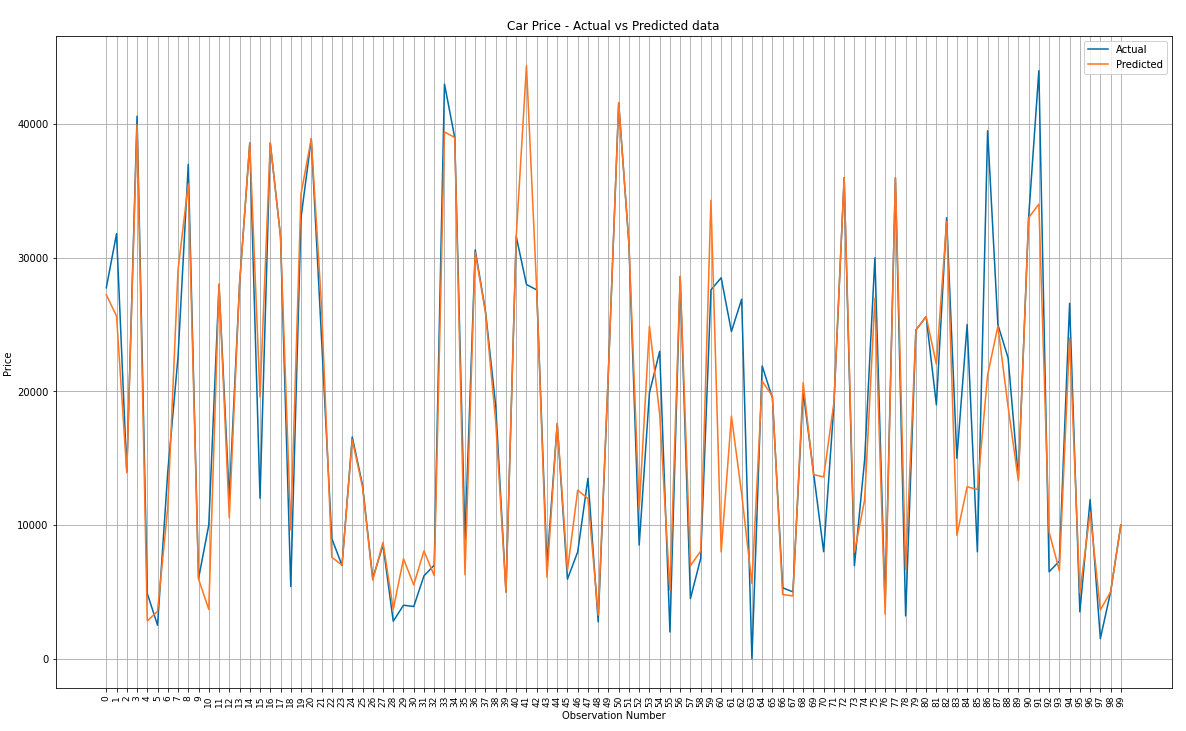 Car Price - Actual vs Predicted data
Actual
Predicted
40000
30000
20000
10000
0
Price
0 1 2 3 4 5 6 7 8 9 10 11 12 13 14 15 16 17 18 19 20 21 22 23 24 25 26 27 28 29 30 31 32 33 34 35 36 37 38 39 40 41 42 43 44 45 46 47 48 49 50 51 52 53 54 55 56 57 58 59 60 61 62 63 64 65 66 67 68 69 70 71 72 73 74 75 76 77 78 79 80 81 82 83 84 85 86 87 88 89 90 91 92 93 94 95 96 97 98 99
Observation Number